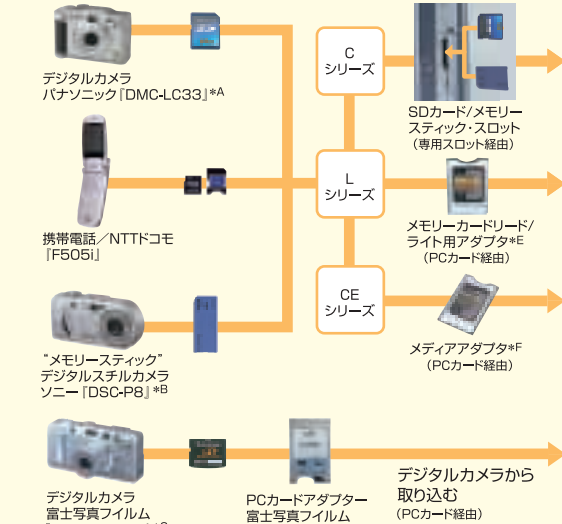 デジタルカメラ
パナソニック『DMC-LC33』*A
携帯電話／NTTドコモ
『F505i』
"メモリースティック"
デジタルスチルカメラ
ソニー『DSC-P8』*B
デジタルカメラ
富士写真フイルム
C
シリーズ
L
シリーズ
CE
シリーズ
SDカード/メモリー
スティック・スロット
（専用スロット経由）
メモリーカードリード/
ライト用アダプタ*E
（PCカード経由）
メディアアダプタ*F
（PCカード経由）
PCカードアダプター
富士写真フイルム
デジタルカメラから
取り込む
（PCカード経由）